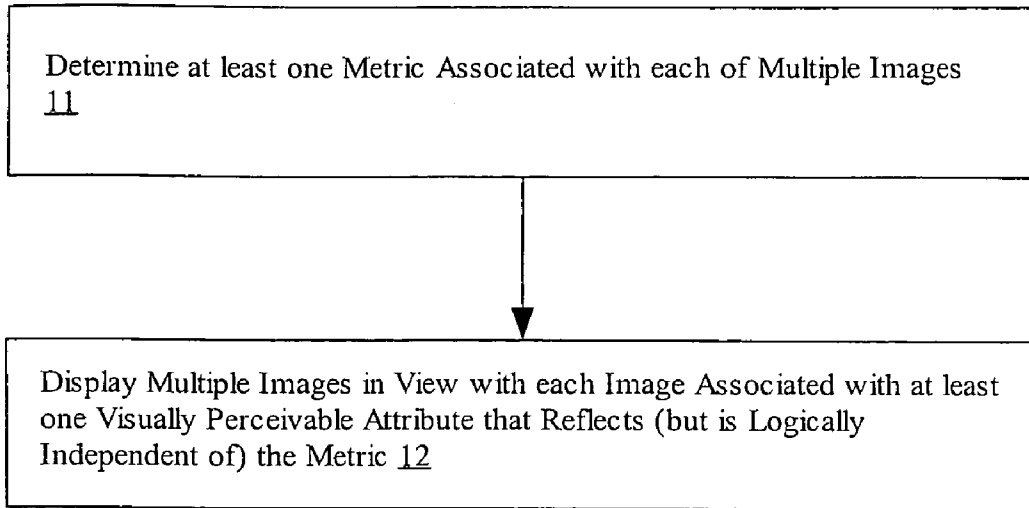 Determine at least one Metric Associated with each of Multiple Images
11
Display Multiple Images in View with each Image Associated with at least
one Visually Perceivable Attribute that Reflects (but is Logically
Independent of) the Metric 12